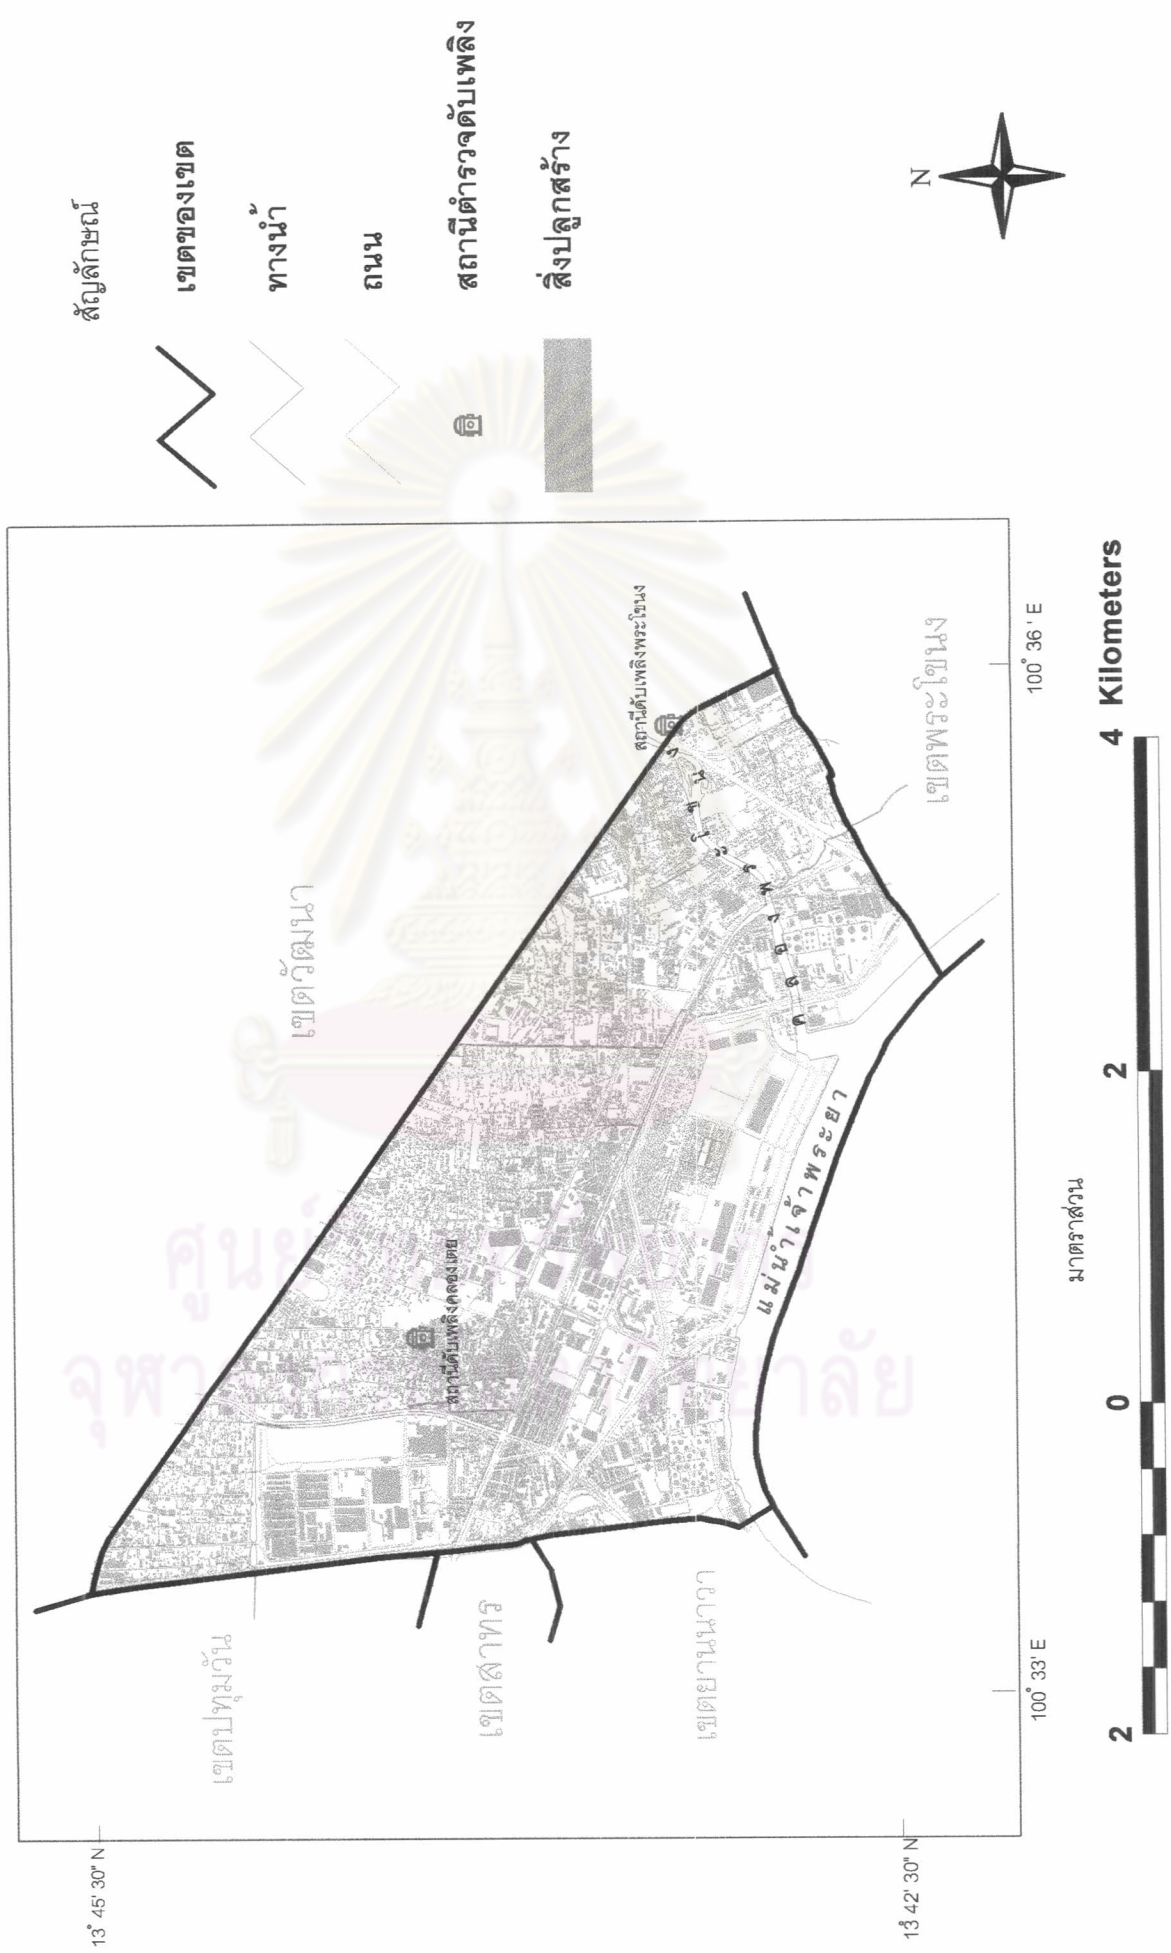 สัญลักษณ์
เขตของเขต
ทางน้ำ
ถนน
สถานีตำรวจดับเพลิง
สิ่งปลูกสร้าง
N
13° 45' 30" N
13° 42' 30" N
100° 33' E
100° 36' E
เขตปทุมวัน
เขตวัฒนา
เขตสาทร
เขตยานนาวา
เขตพระโขนง
สถานีดับเพลิงคลองเตย
สถานีดับเพลิงพระโขนง
แม่น้ำเจ้าพระยา
มาตราส่วน
2 0 2 4 Kilometers